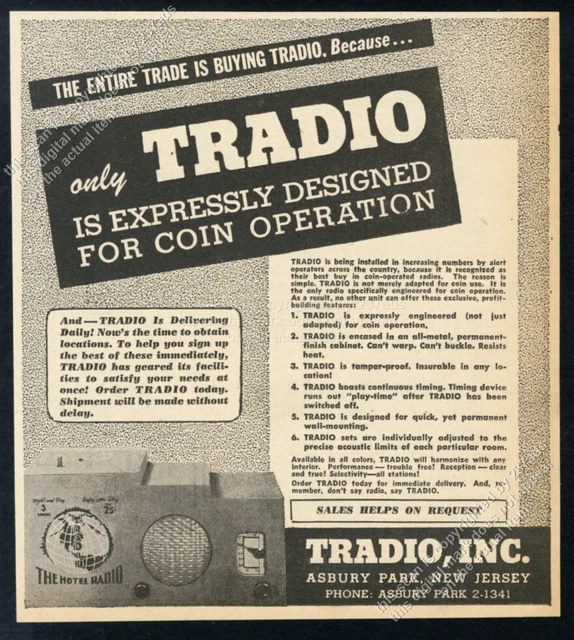 THE ENTIRE TRADE IS BUYING TRADIO. Because...
only TRADIO
IS EXPRESSLY DESIGNED
FOR COIN OPERATION
TRADIO is being installed in increasing numbers by alert
operators across the country, because it is recognized as
their best buy in coin-operated radios. The reason is
simple. TRADIO is not merely adapted for coin use. It is
the only radio specifically engineered for coin operation.
As a result, no other unit can offer these exclusive, profit-
building features:
1. TRADIO is expressly engineered (not just
adapted) for coin operation.
2. TRADIO is encased in an all-metal, permanent-
finish cabinet. Can't warp. Can't buckle. Resists
heat.
3. TRADIO is tamper-proof. Insurable in any lo-
cation!
4. TRADIO boasts continuous timing. Timing device
runs out "play-time" after TRADIO has been
switched off.
5. TRADIO is designed for quick, yet permanent
wall-mounting.
6. TRADIO sets are individually adjusted to the
precise acoustic limits of each particular room.
Available in all colors, TRADIO will harmonize with any
interior. Performance—trouble free! Reception—clear
and true! Selectivity—all stations!
Order TRADIO today for immediate delivery. And, re-
member, don't say radio, say TRADIO.
SALES HELPS ON REQUEST
And—TRADIO Is Delivering
Daily! Now's the time to obtain
locations. To help you sign up
the best of these immediately,
TRADIO has geared its facili-
ties to satisfy your needs at
once! Order TRADIO today.
Shipment will be made without
delay.
3
25¢
THE HOTEL RADIO
TRADIO, INC.
ASBURY PARK, NEW JERSEY
PHONE: ASBURY PARK 2-1341